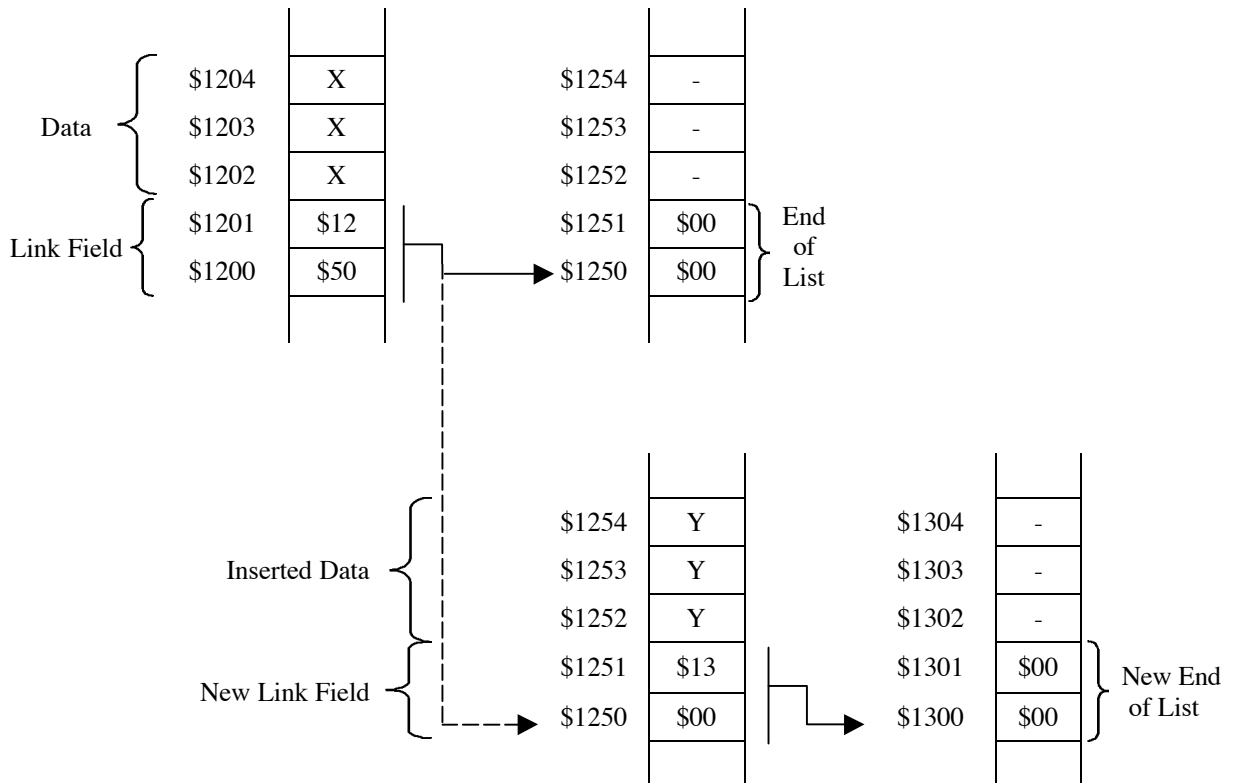 $1204 X $1254 -
Data $1203 X $1253 -
$1202 X $1252 -
$1201 $12 $1251 $00 End
Link Field of
$1200 $50 $1250 $00 List
$1254 Y $1304 -
Inserted Data $1253 Y $1303 -
$1252 Y $1302 -
$1251 $13 $1301 $00 New End
New Link Field of List
$1250 $00 $1300 $00